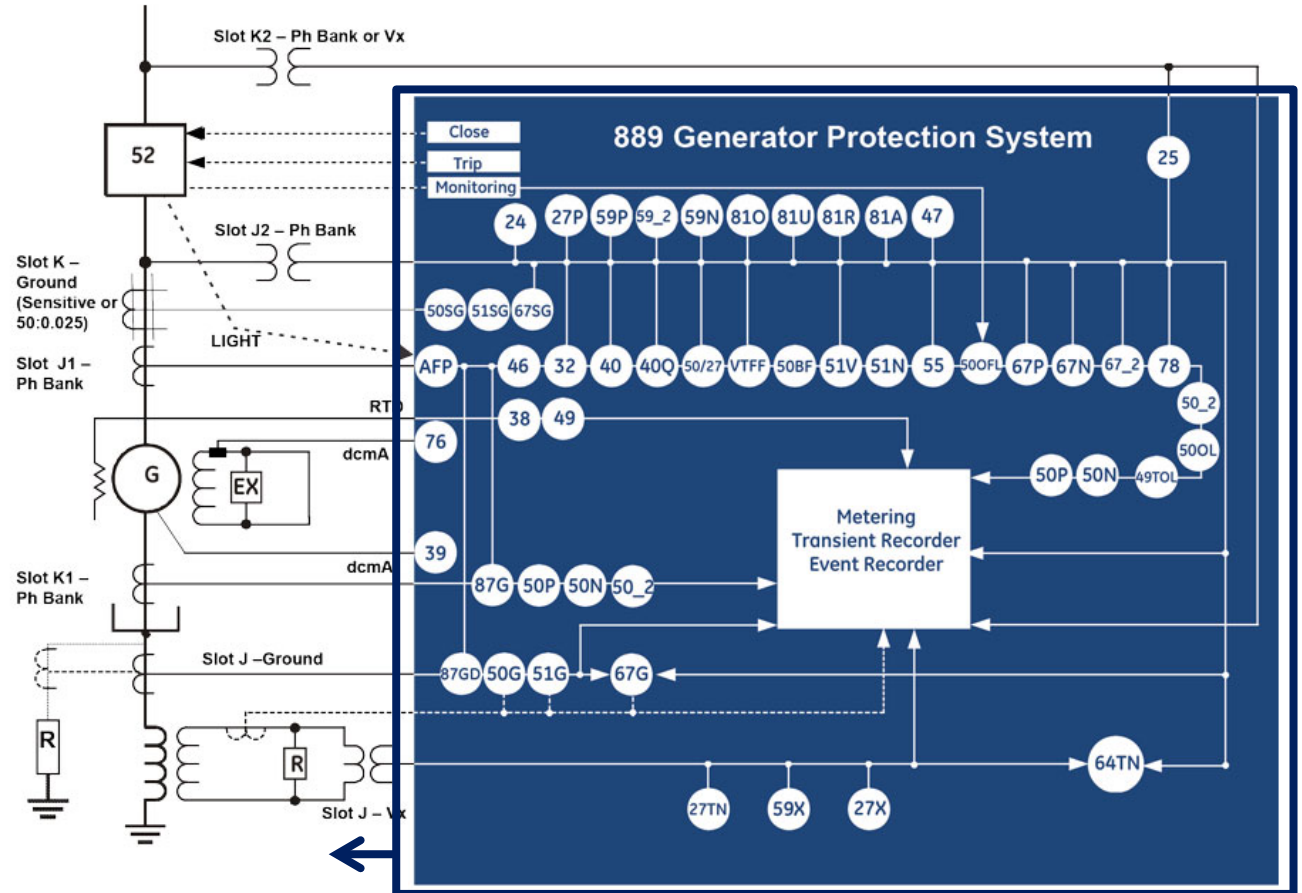 Slot K2 – Ph Bank or Vx
52
Close
Trip
Monitoring
889 Generator Protection System
25
Slot J2 – Ph Bank
24
27P
59P
59_2
59N
81O
81U
81R
81A
47
Slot K –
Ground
(Sensitive or
50:0.025)
50SG
51SG
67SG
LIGHT
Slot J1 –
Ph Bank
AFP
46
32
40
40Q
50/27
VTFF
50BF
51V
51N
55
50OFL
67P
67N
67_2
78
RTD
38
49
50_2
76
dcmA
50OL
G
EX
50P
50N
49TOL
Metering
Transient Recorder
Event Recorder
39
dcmA
Slot K1 –
Ph Bank
87G
50P
50N
50_2
Slot J –Ground
87GD
50G
51G
67G
R
R
64TN
Slot J – Vx
27TN
59X
27X